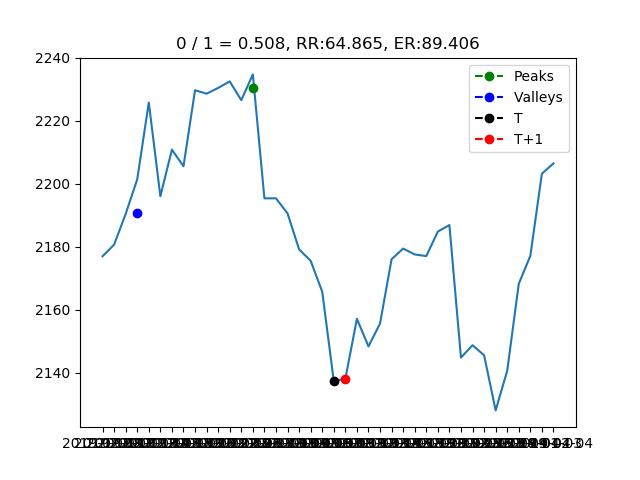 0 / 1 = 0.508, RR:64.865, ER:89.406
2240
2220
2200
2180
2160
2140
Peaks
Valleys
T
T+1